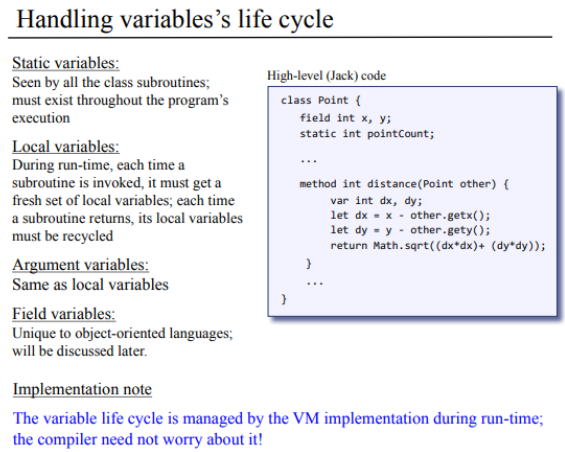 Handling variables's life cycle
Static variables:
Seen by all the class subroutines;
must exist throughout the program's
execution
Local variables:
During run-time, each time a
subroutine is invoked, it must get a
fresh set of local variables; each time
a subroutine returns, its local variables
must be recycled
Argument variables:
Same as local variables
Field variables:
Unique to object-oriented languages;
will be discussed later.
High-level (Jack) code
class Point {
field int x, y;
static int pointCount;
...
method int distance(Point other) {
var int dx, dy;
let dx = x - other.getx();
let dy = y - other.gety();
return Math.sqrt((dx*dx)+ (dy*dy));
}
...
}
Implementation note
The variable life cycle is managed by the VM implementation during run-time;
the compiler need not worry about it!